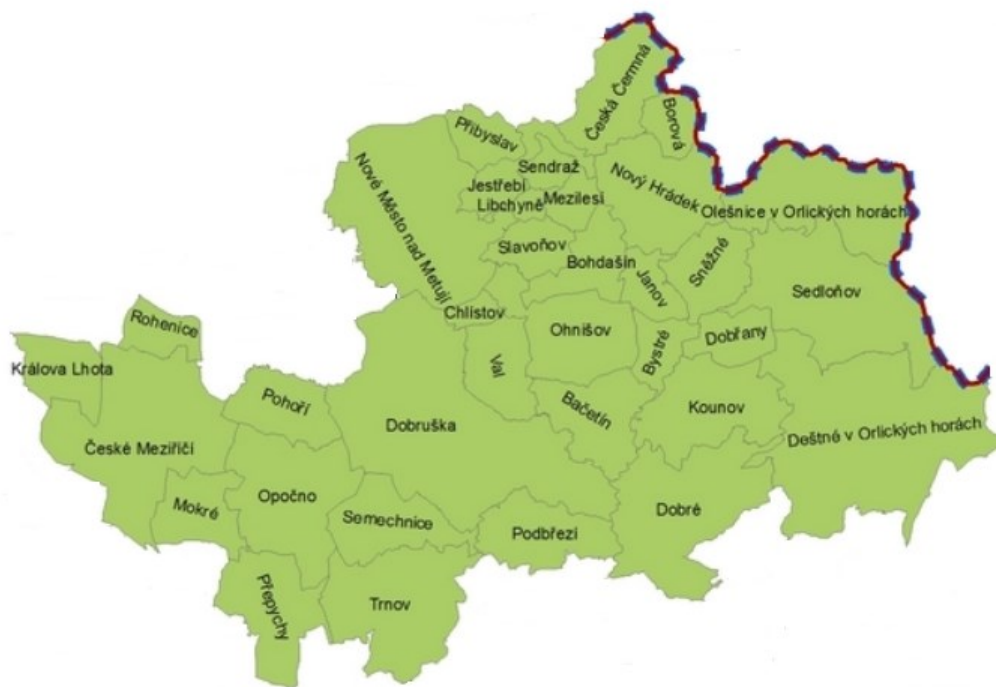 Česká Čermná
Borová
Přibyslav
Sendraž
Nový Hrádek
Jestřebí
Libchyně
Mezilesí
Olešnice v Orlických horách
Nové Město nad Metují
Slavoňov
Bohdašín
Janov
Sněžné
Sedloňov
Chlístov
Rohenice
Ohnišov
Bystré
Dobřany
Val
Králova Lhota
Pohoří
Bačetín
Kounov
Dobruška
Deštné v Orlických horách
České Meziříčí
Opočno
Mokré
Semechnice
Podbřezí
Dobré
Přepychy
Trnov